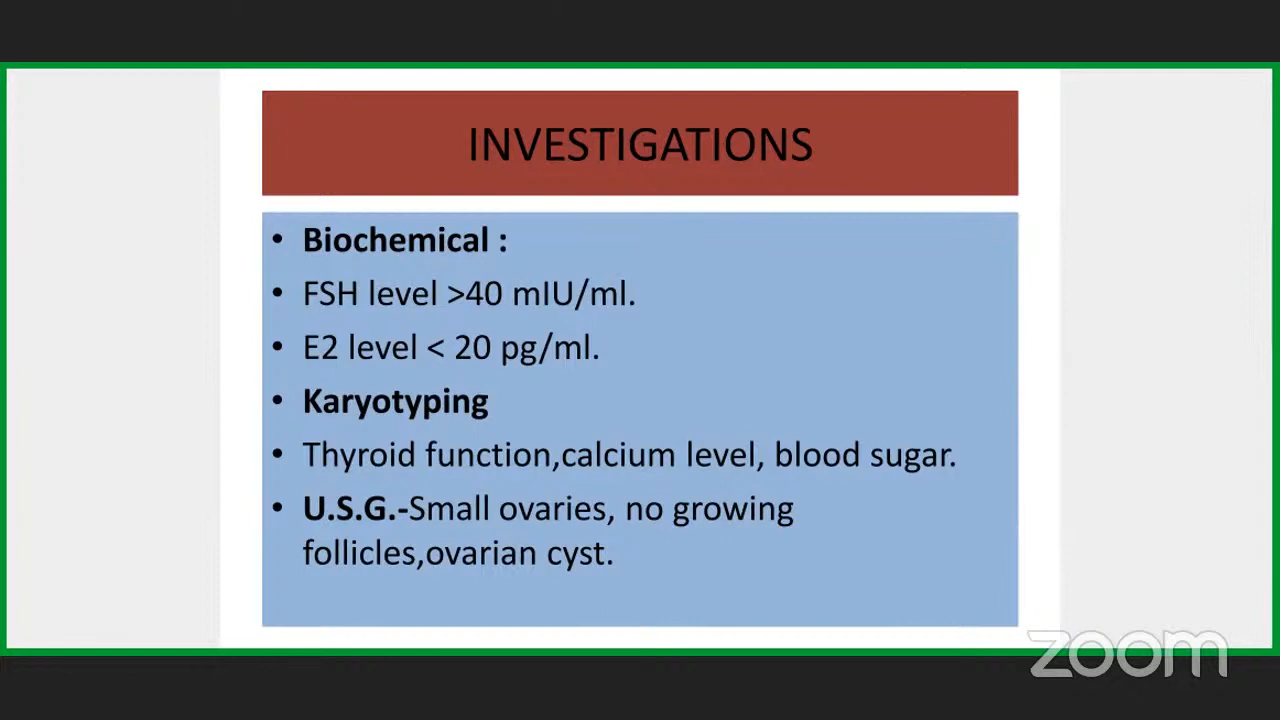 INVESTIGATIONS
• Biochemical :
• FSH level >40 mIU/ml.
• E2 level < 20 pg/ml.
• Karyotyping
• Thyroid function,calcium level, blood sugar.
• U.S.G.-Small ovaries, no growing
follicles,ovarian cyst.
zoom